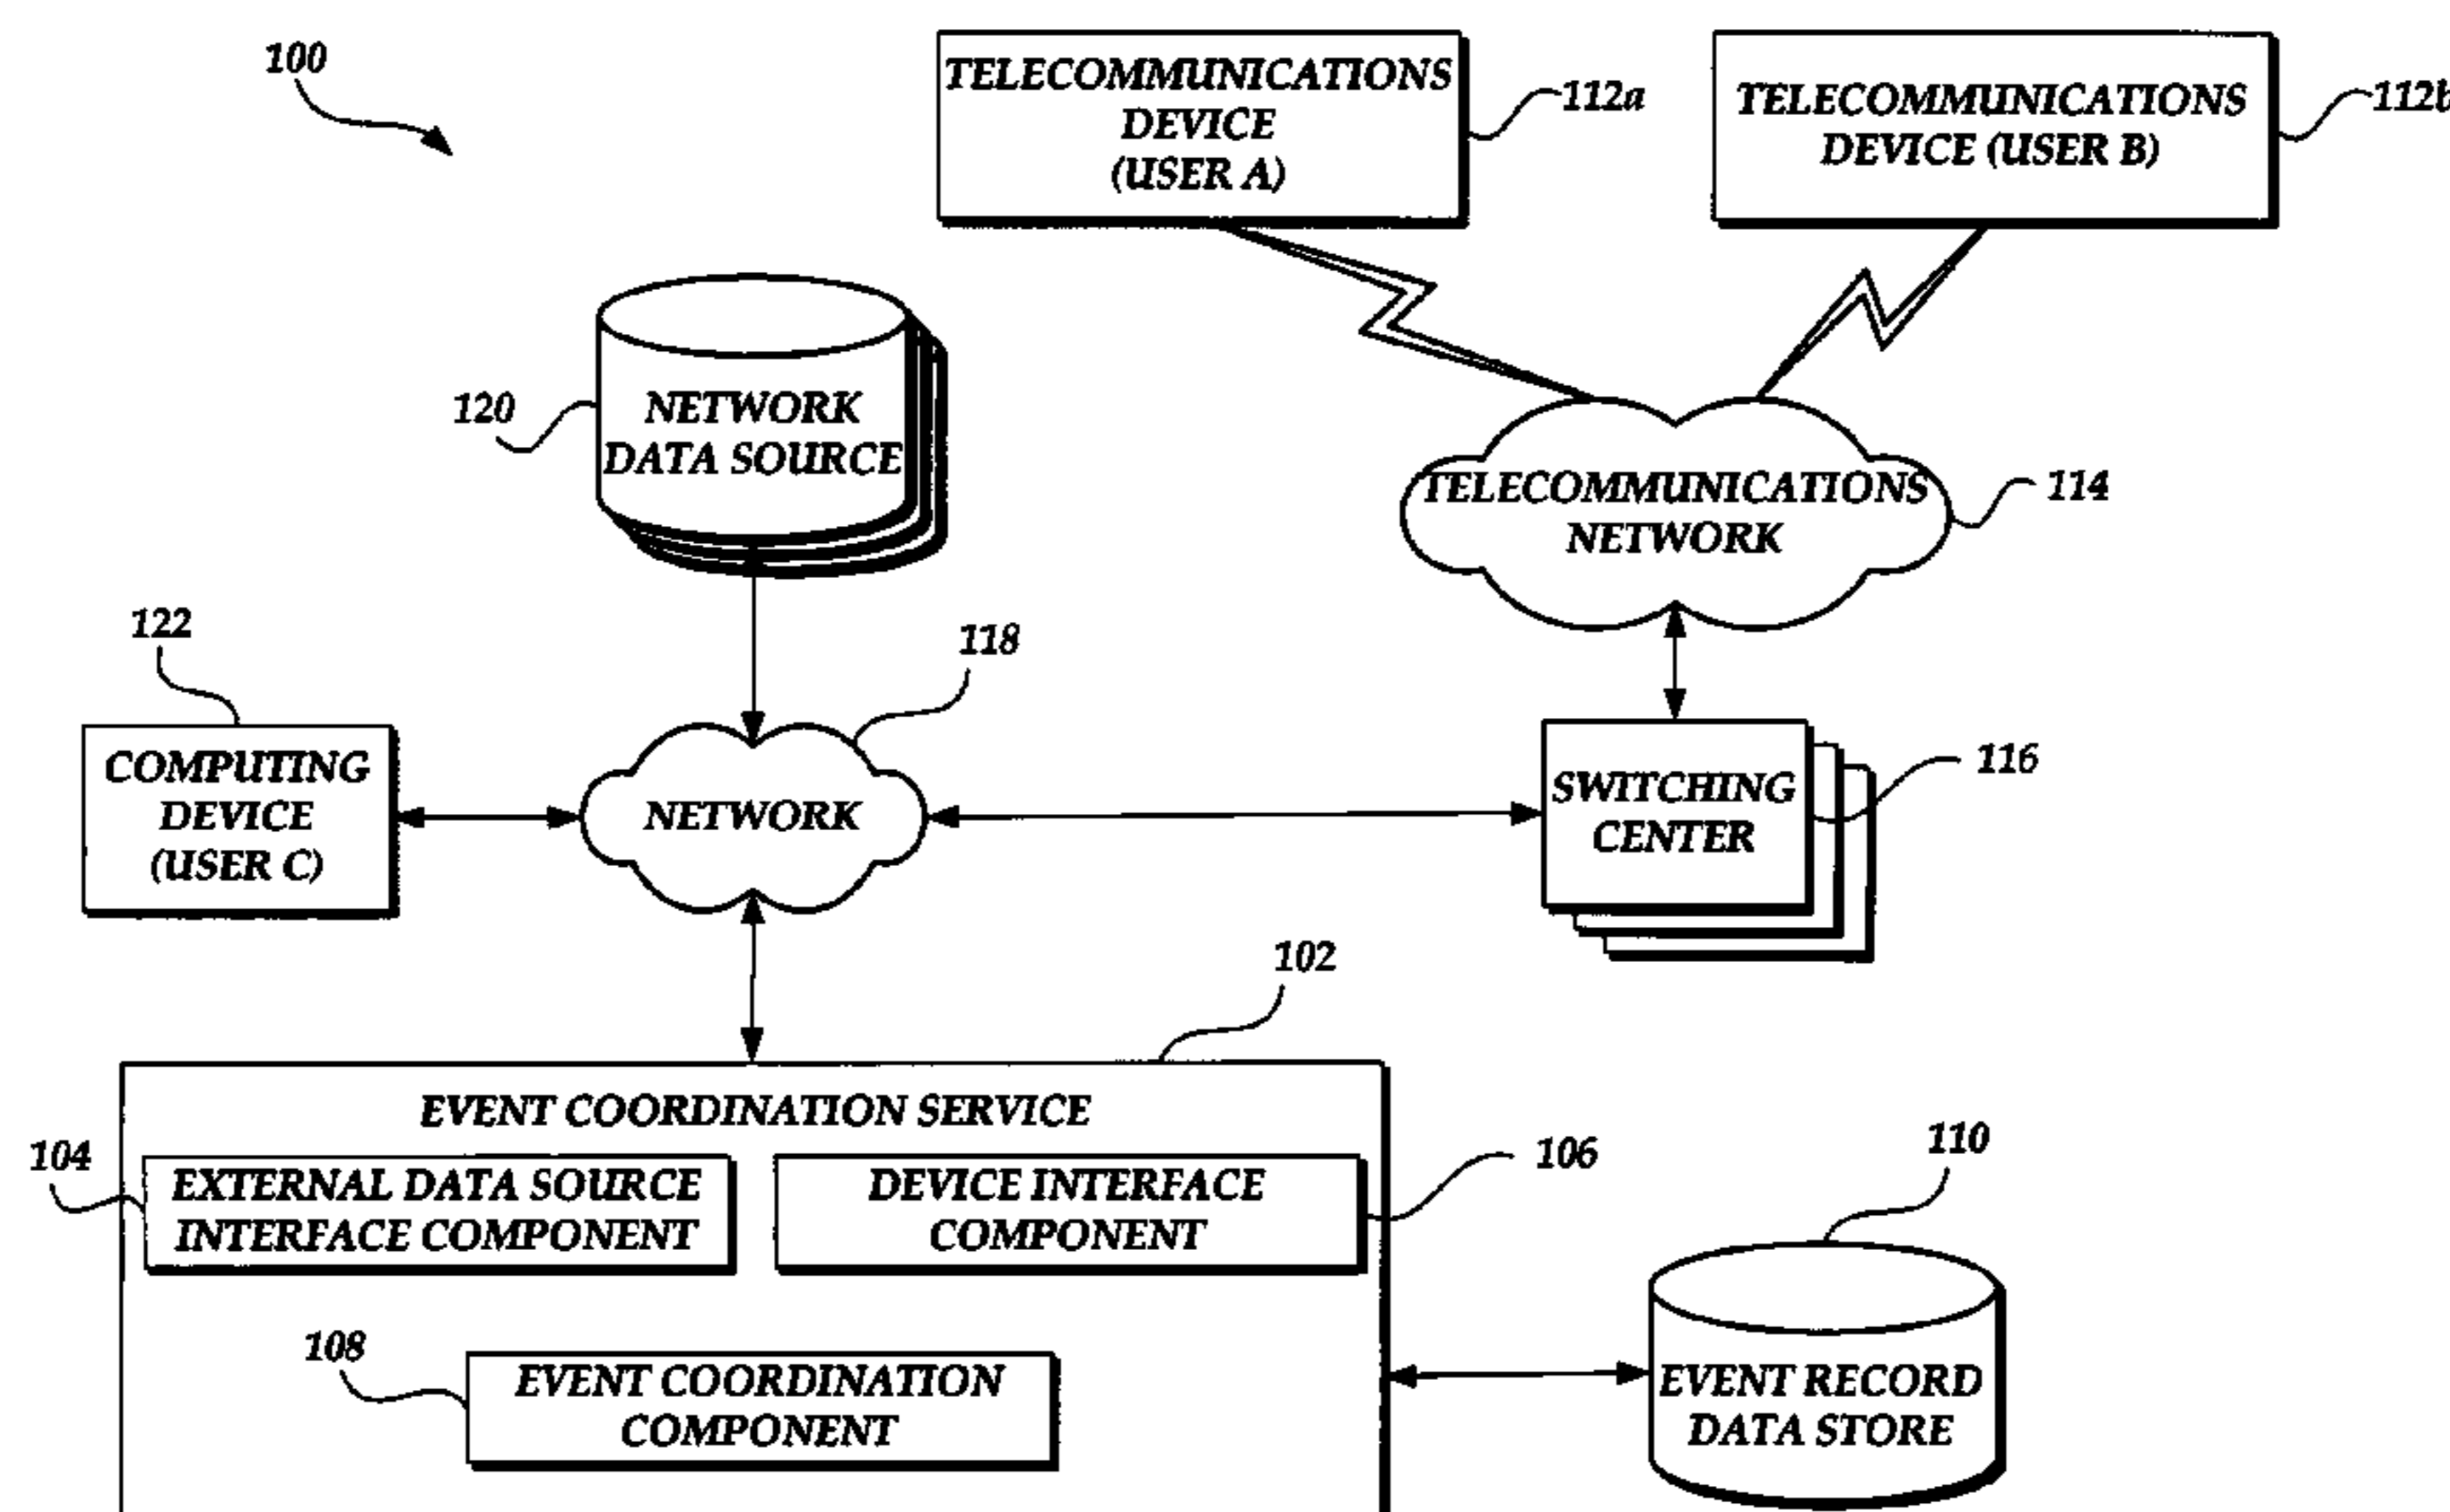 100
TELECOMMUNICATIONS
DEVICE
(USER A)
112a
TELECOMMUNICATIONS
DEVICE (USER B)
112b
120
NETWORK
DATA SOURCE
TELECOMMUNICATIONS
NETWORK
114
122
118
COMPUTING
DEVICE
(USER C)
NETWORK
SWITCHING
CENTER
116
102
EVENT COORDINATION SERVICE
104
EXTERNAL DATA SOURCE
INTERFACE COMPONENT
DEVICE INTERFACE
COMPONENT
106
110
108
EVENT COORDINATION
COMPONENT
EVENT RECORD
DATA STORE